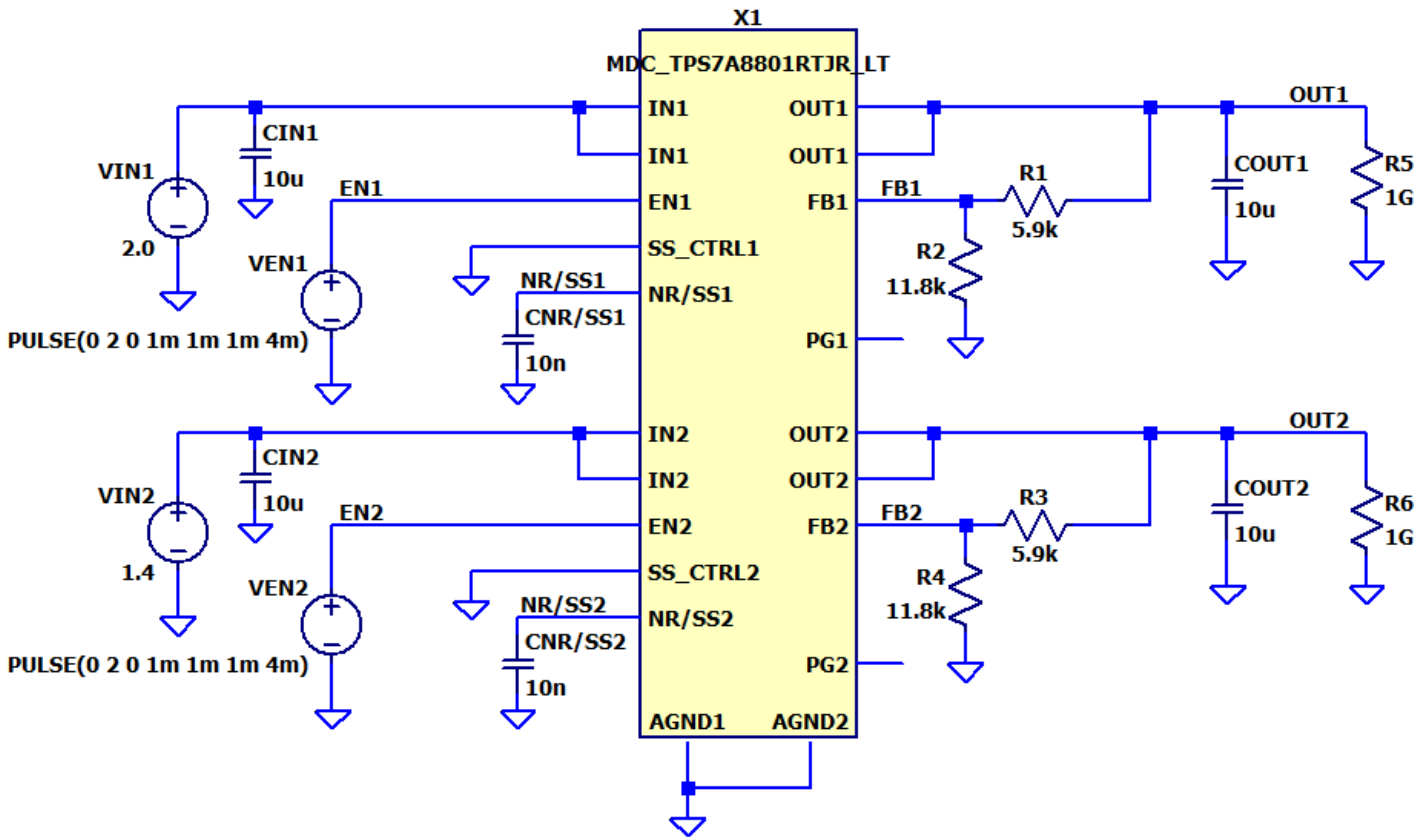 X1
MDC_TPS7A8801RTJR_LT
IN1
OUT1
OUT1
CIN1
10u
VIN1
2.0
IN1
OUT1
R1
5.9k
COUT1
10u
R5
1G
EN1
EN1
FB1
FB1
R2
11.8k
SS_CTRL1
VEN1
PULSE(0 2 0 1m 1m 1m 4m)
NR/SS1
NR/SS1
CNR/SS1
10n
PG1
IN2
OUT2
OUT2
CIN2
10u
VIN2
1.4
IN2
OUT2
R3
5.9k
COUT2
10u
R6
1G
EN2
EN2
FB2
FB2
R4
11.8k
SS_CTRL2
VEN2
PULSE(0 2 0 1m 1m 1m 4m)
NR/SS2
NR/SS2
CNR/SS2
10n
PG2
AGND1
AGND2